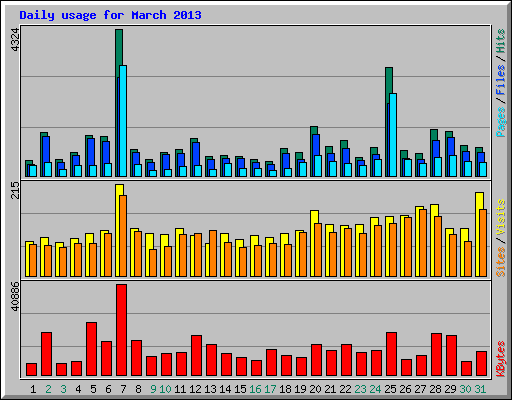 Daily usage for March 2013
4324
Pages / Files / Hits
215
Sites / Visits
40886
KBytes
1 2 3 4 5 6 7 8 9 10 11 12 13 14 15 16 17 18 19 20 21 22 23 24 25 26 27 28 29 30 31